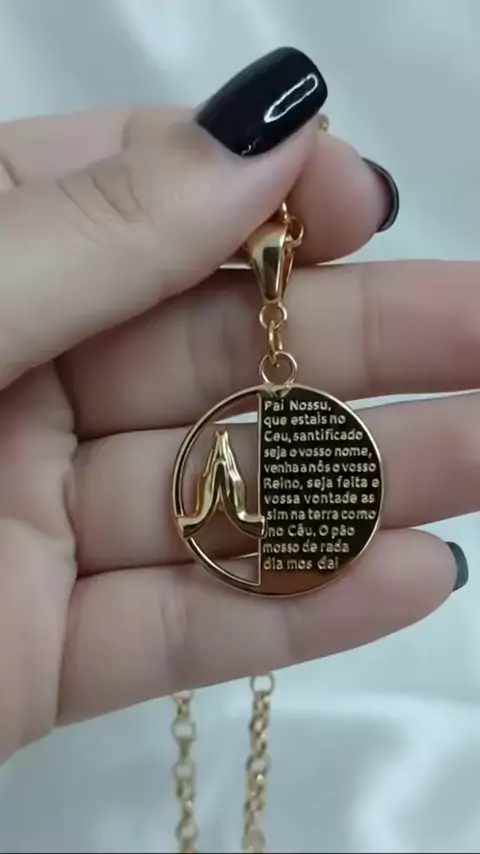 Pai Nossu,
que estais no
Ceu, santificado
seja o vosso nome,
venha a nós o vosso
Reino, seja feita e
vossa vontade as
sim na terra como
no Céu. O pão
mosso de rada
dia mos dai